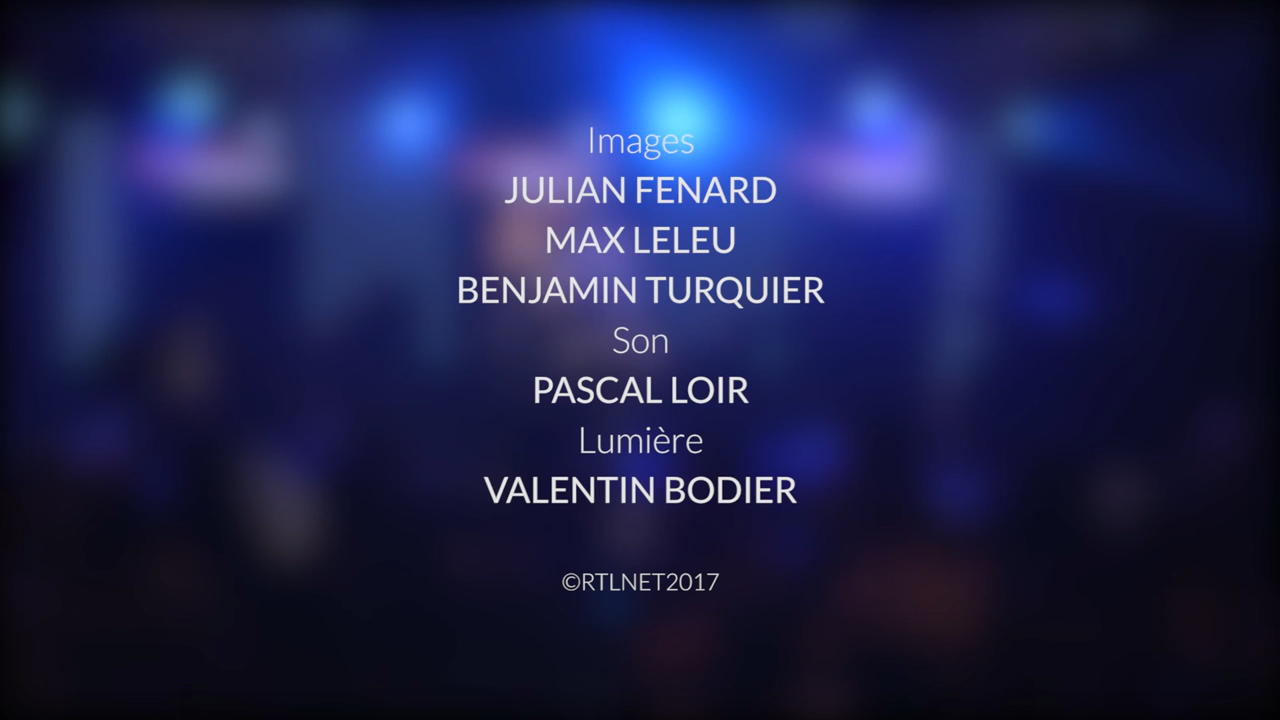 Images
JULIAN FENARD
MAX LELEU
BENJAMIN TURQUIER
Son
PASCAL LOIR
Lumière
VALENTIN BODIER
©RTLNET2017